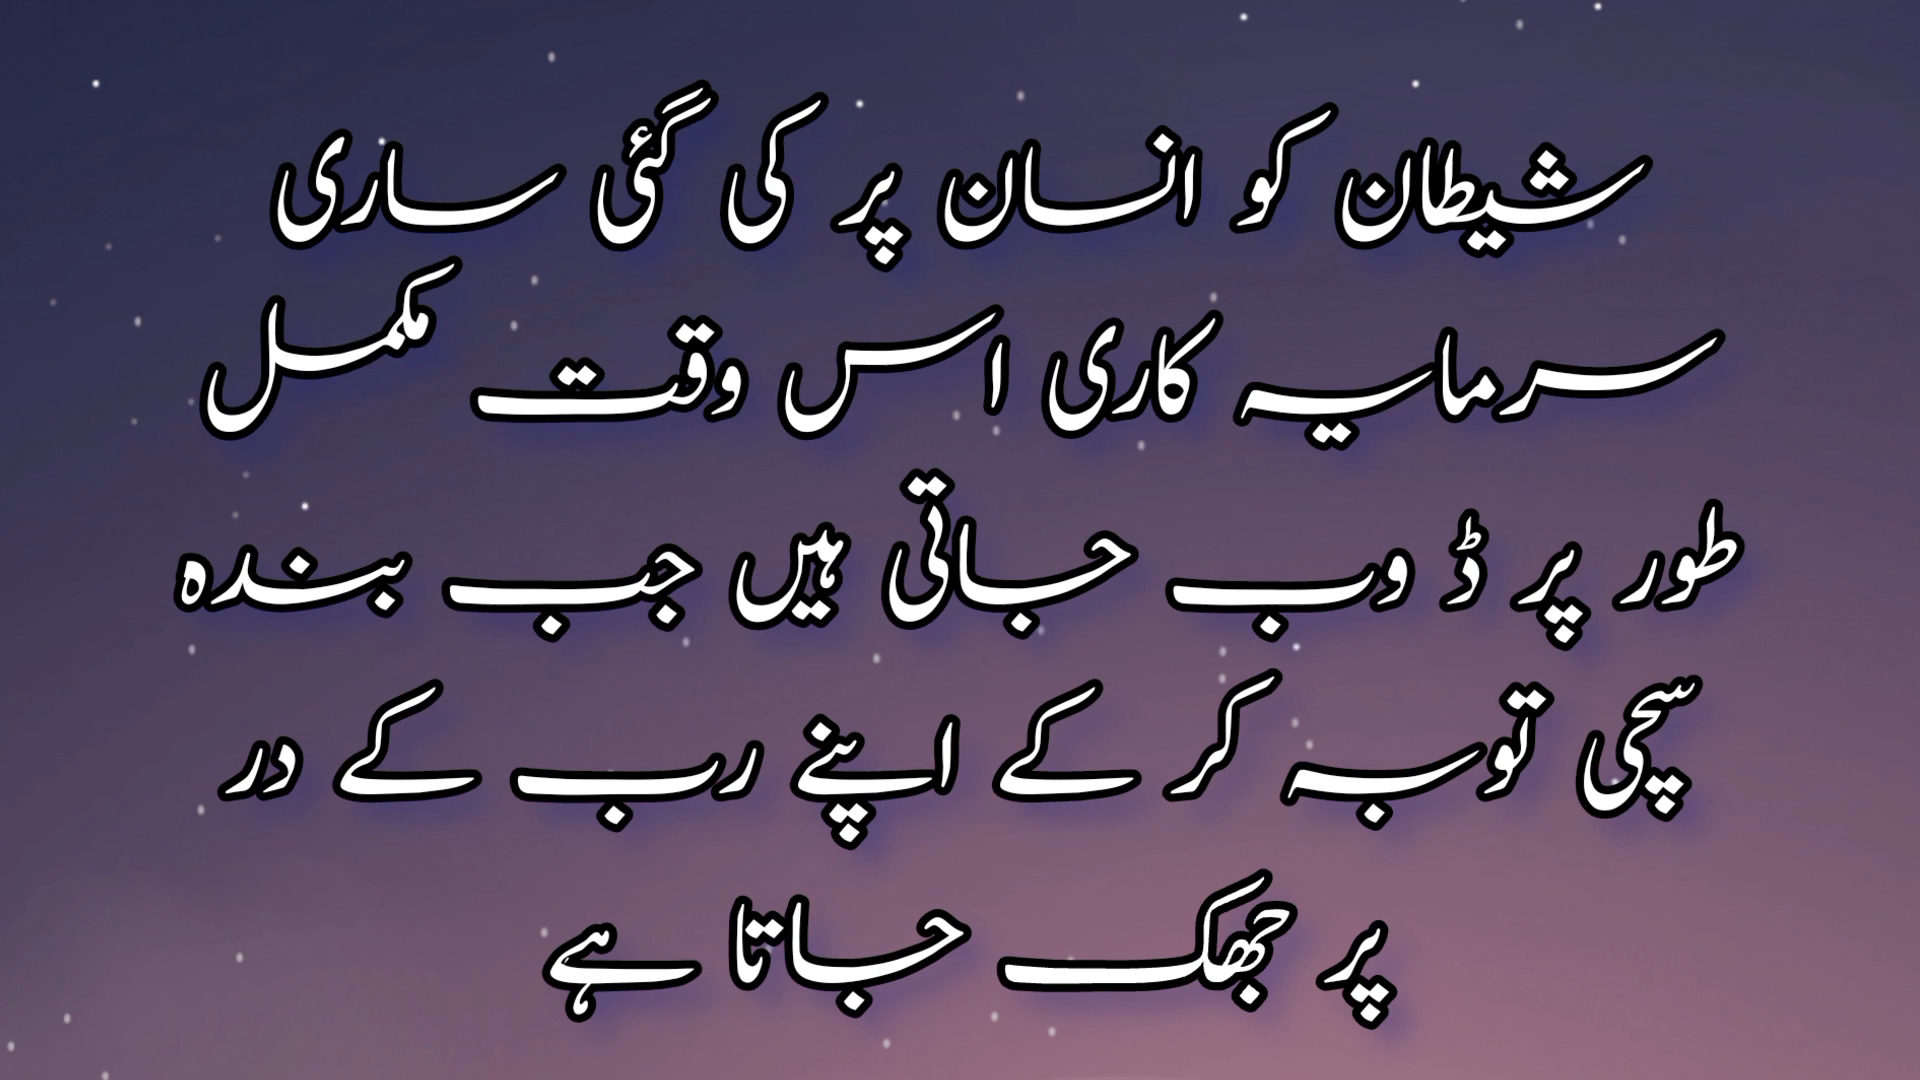 شیطان کو انسان پر کی گئی ساری
سرمایہ کاری اس وقت مکمل
طور پر ڈ وب جاتی ہیں جب بندہ
سچی توبہ کر کے اپنے رب کے در
پر جھک جاتا ہے